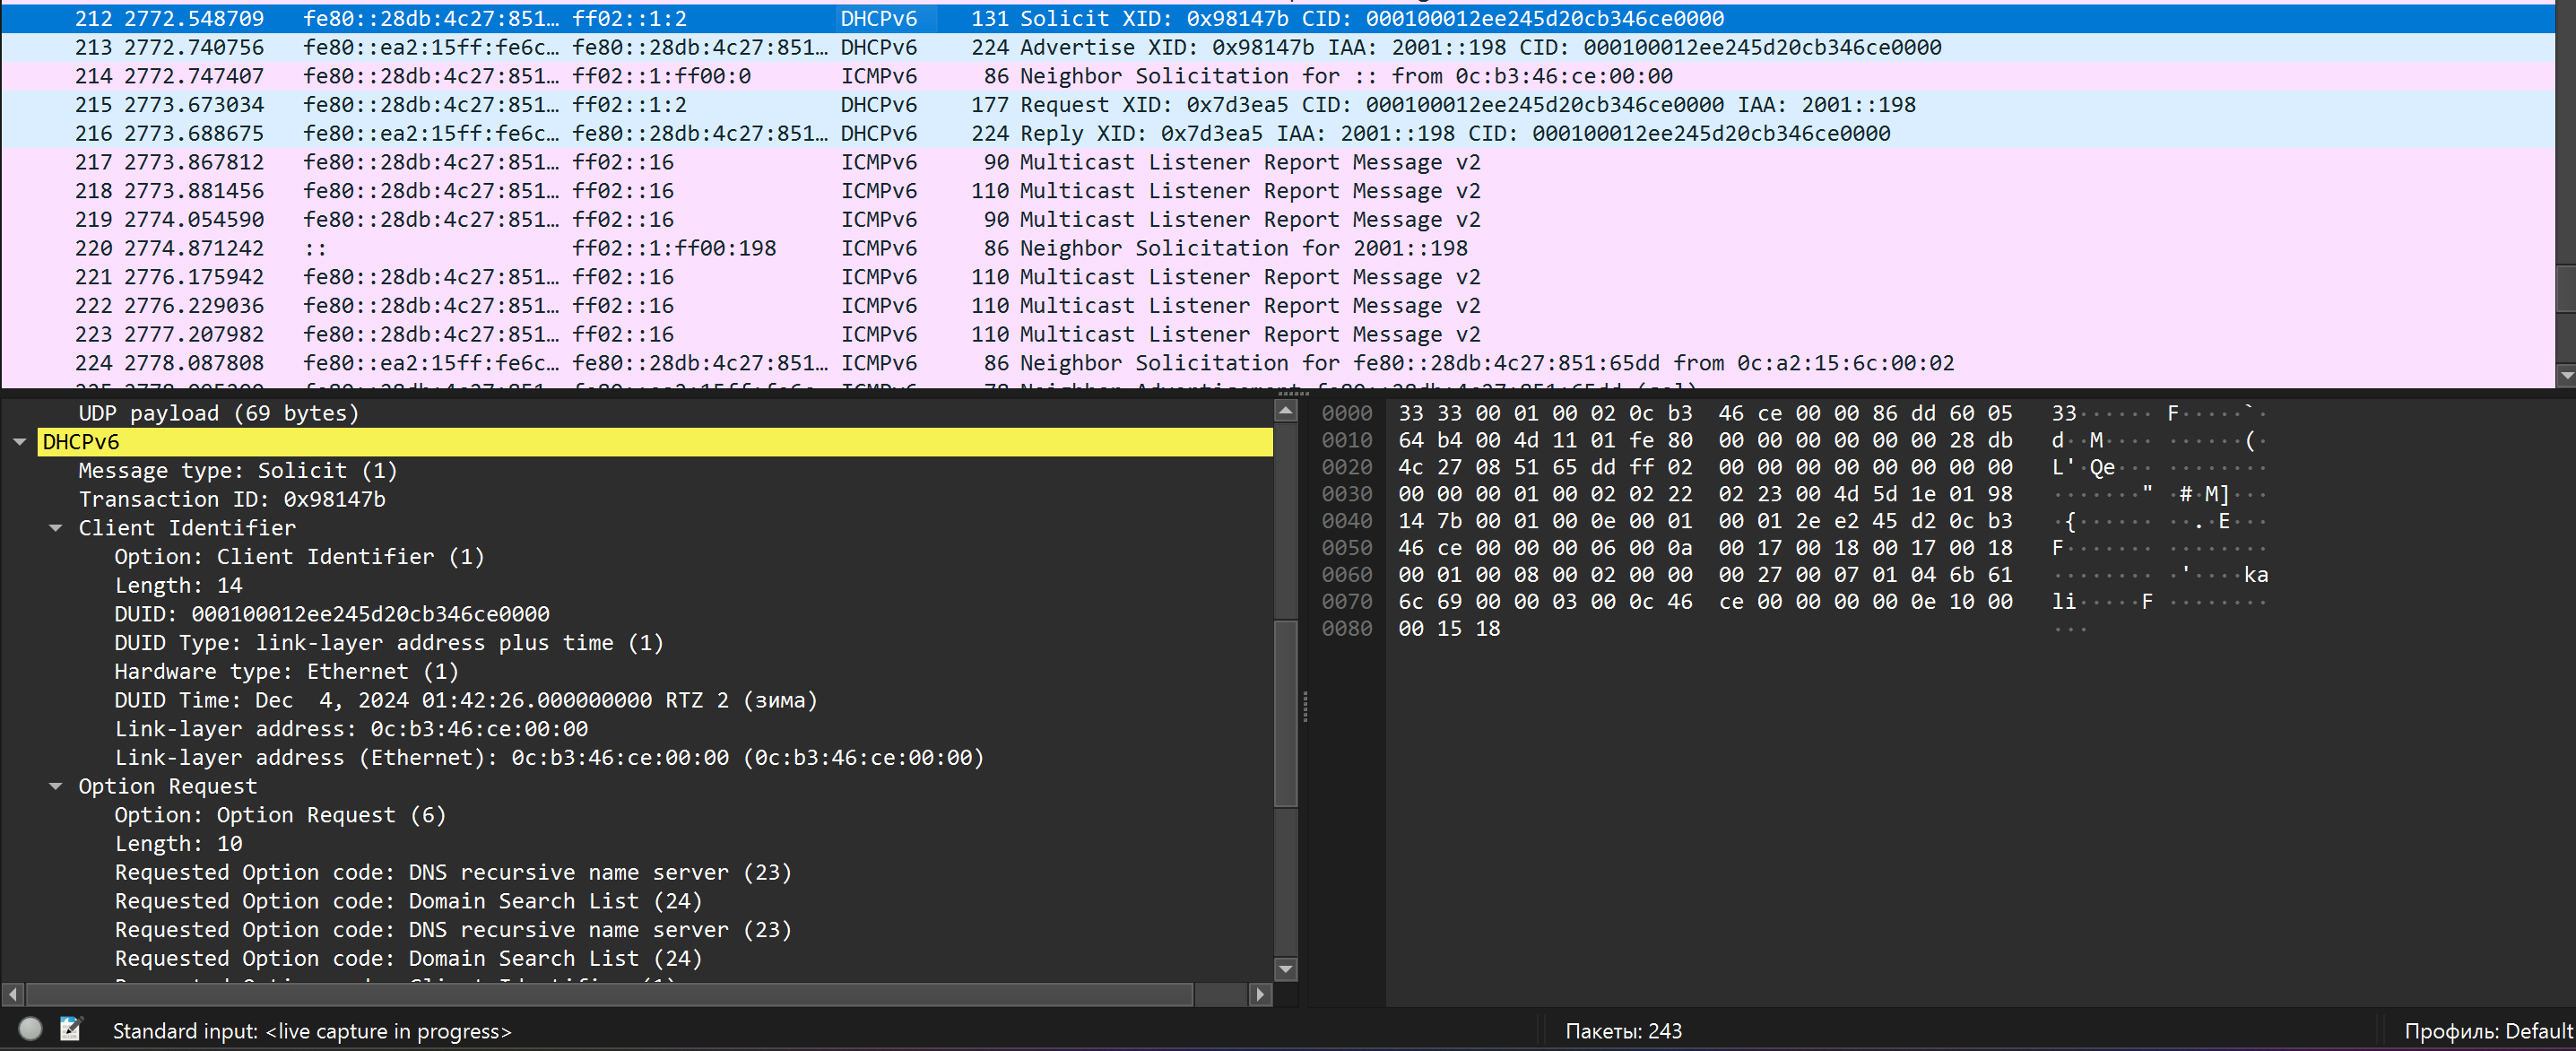 212 2772.548709 fe80::28db:4c27:851… ff02::1:2 DHCPv6 131 Solicit XID: 0x98147b CID: 000100012ee245d20cb346ce0000
213 2772.740756 fe80::ea2:15ff:fe6c… fe80::28db:4c27:851… DHCPv6 224 Advertise XID: 0x98147b IAA: 2001::198 CID: 000100012ee245d20cb346ce0000
214 2772.747407 fe80::28db:4c27:851… ff02::1:ff00:0 ICMPv6 86 Neighbor Solicitation for :: from 0c:b3:46:ce:00:00
215 2773.673034 fe80::28db:4c27:851… ff02::1:2 DHCPv6 177 Request XID: 0x7d3ea5 CID: 000100012ee245d20cb346ce0000 IAA: 2001::198
216 2773.688675 fe80::ea2:15ff:fe6c… fe80::28db:4c27:851… DHCPv6 224 Reply XID: 0x7d3ea5 IAA: 2001::198 CID: 000100012ee245d20cb346ce0000
217 2773.867812 fe80::28db:4c27:851… ff02::16 ICMPv6 90 Multicast Listener Report Message v2
218 2773.881456 fe80::28db:4c27:851… ff02::16 ICMPv6 110 Multicast Listener Report Message v2
219 2774.054590 fe80::28db:4c27:851… ff02::16 ICMPv6 90 Multicast Listener Report Message v2
220 2774.871242 :: ff02::1:ff00:198 ICMPv6 86 Neighbor Solicitation for 2001::198
221 2776.175942 fe80::28db:4c27:851… ff02::16 ICMPv6 110 Multicast Listener Report Message v2
222 2776.229036 fe80::28db:4c27:851… ff02::16 ICMPv6 110 Multicast Listener Report Message v2
223 2777.207982 fe80::28db:4c27:851… ff02::16 ICMPv6 110 Multicast Listener Report Message v2
224 2778.087808 fe80::ea2:15ff:fe6c… fe80::28db:4c27:851… ICMPv6 86 Neighbor Solicitation for fe80::28db:4c27:851:65dd from 0c:a2:15:6c:00:02
UDP payload (69 bytes)
DHCPv6
Message type: Solicit (1)
Transaction ID: 0x98147b
Client Identifier
Option: Client Identifier (1)
Length: 14
DUID: 000100012ee245d20cb346ce0000
DUID Type: link-layer address plus time (1)
Hardware type: Ethernet (1)
DUID Time: Dec  4, 2024 01:42:26.000000000 RTZ 2 (зима)
Link-layer address: 0c:b3:46:ce:00:00
Link-layer address (Ethernet): 0c:b3:46:ce:00:00 (0c:b3:46:ce:00:00)
Option Request
Option: Option Request (6)
Length: 10
Requested Option code: DNS recursive name server (23)
Requested Option code: Domain Search List (24)
Requested Option code: DNS recursive name server (23)
Requested Option code: Domain Search List (24)
0000 33 33 00 01 00 02 0c b3 46 ce 00 00 86 dd 60 05 33······ F·····`·
0010 64 b4 00 4d 11 01 fe 80 00 00 00 00 00 00 28 db d··M···· ······(·
0020 4c 27 08 51 65 dd ff 02 00 00 00 00 00 00 00 00 L'·Qe··· ········
0030 00 00 00 01 00 02 02 22 02 23 00 4d 5d 1e 01 98 ·······" ·#·M]···
0040 14 7b 00 01 00 0e 00 01 00 01 2e e2 45 d2 0c b3 ·{······ ··.·E···
0050 46 ce 00 00 00 06 00 0a 00 17 00 18 00 17 00 18 F······· ········
0060 00 01 00 08 00 02 00 00 00 27 00 07 01 04 6b 61 ········ ·'····ka
0070 6c 69 00 00 03 00 0c 46 ce 00 00 00 00 0e 10 00 li·····F ········
0080 00 15 18 ···
Standard input: <live capture in progress>
Пакеты: 243
Профиль: Default